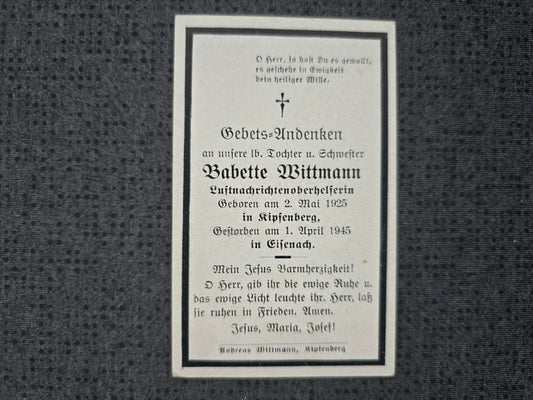 O Herr, so hast Du es gewollt,
es geschehe in Ewigkeit
dein heiliger Wille.
Gebets-Andenken
an unsere lb. Tochter u. Schwester
Babette Wittmann
Luftnachrichtenoberhelferin
Geboren am 2. Mai 1925
in Kipfenberg,
Gestorben am 1. April 1945
in Eisenach.
Mein Jesus Barmherzigkeit!
O Herr, gib ihr die ewige Ruhe u.
das ewige Licht leuchte ihr. Herr, laß
sie ruhen in Frieden. Amen.
Jesus, Maria, Josef!
Andreas Wittmann, Kipfenberg